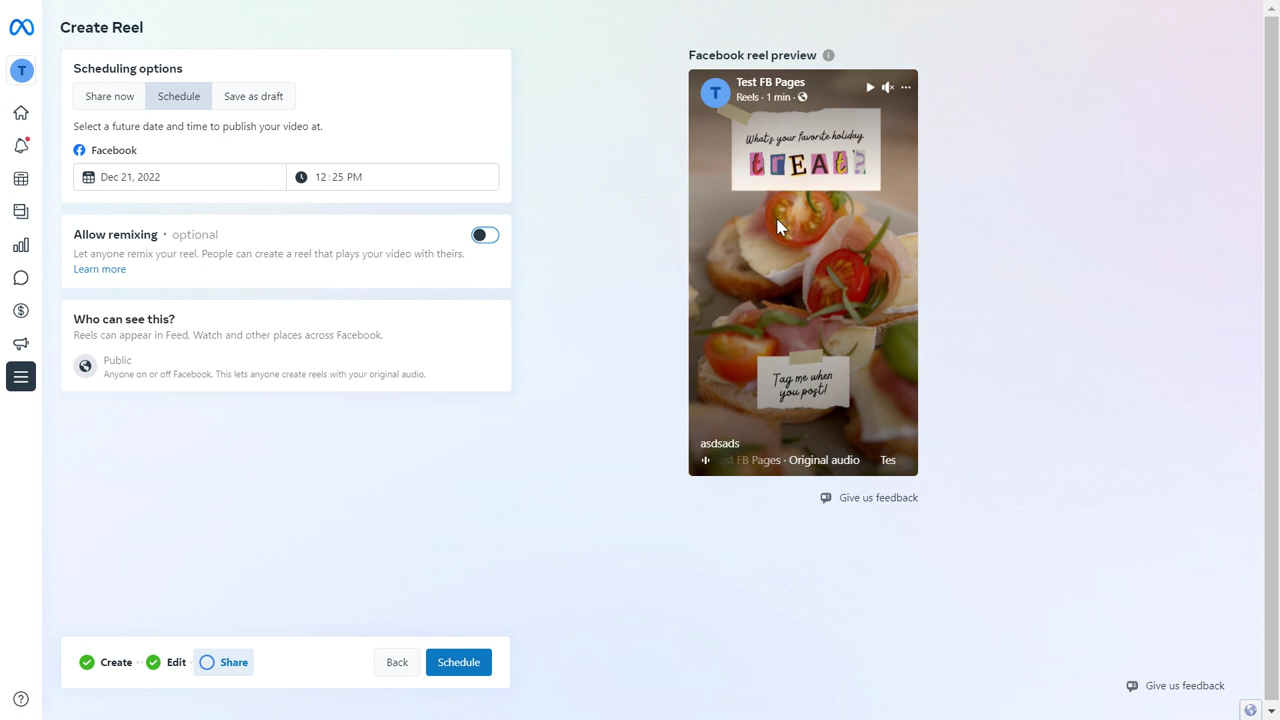 Create Reel
Scheduling options
Share now
Schedule
Save as draft
Select a future date and time to publish your video at.
Facebook
Dec 21, 2022
12:25 PM
Allow remixing · optional
Let anyone remix your reel. People can create a reel that plays your video with theirs.
Learn more
Who can see this?
Reels can appear in Feed, Watch and other places across Facebook.
Public
Anyone on or off Facebook. This lets anyone create reels with your original audio.
Create
Edit
Share
Back
Schedule
T
Facebook reel preview
T
Test FB Pages
Reels · 1 min ·
What's your favorite holiday
tREAt?
Tag me when
you post!
asdsads
est FB Pages · Original audio Tes
Give us feedback
Give us feedback